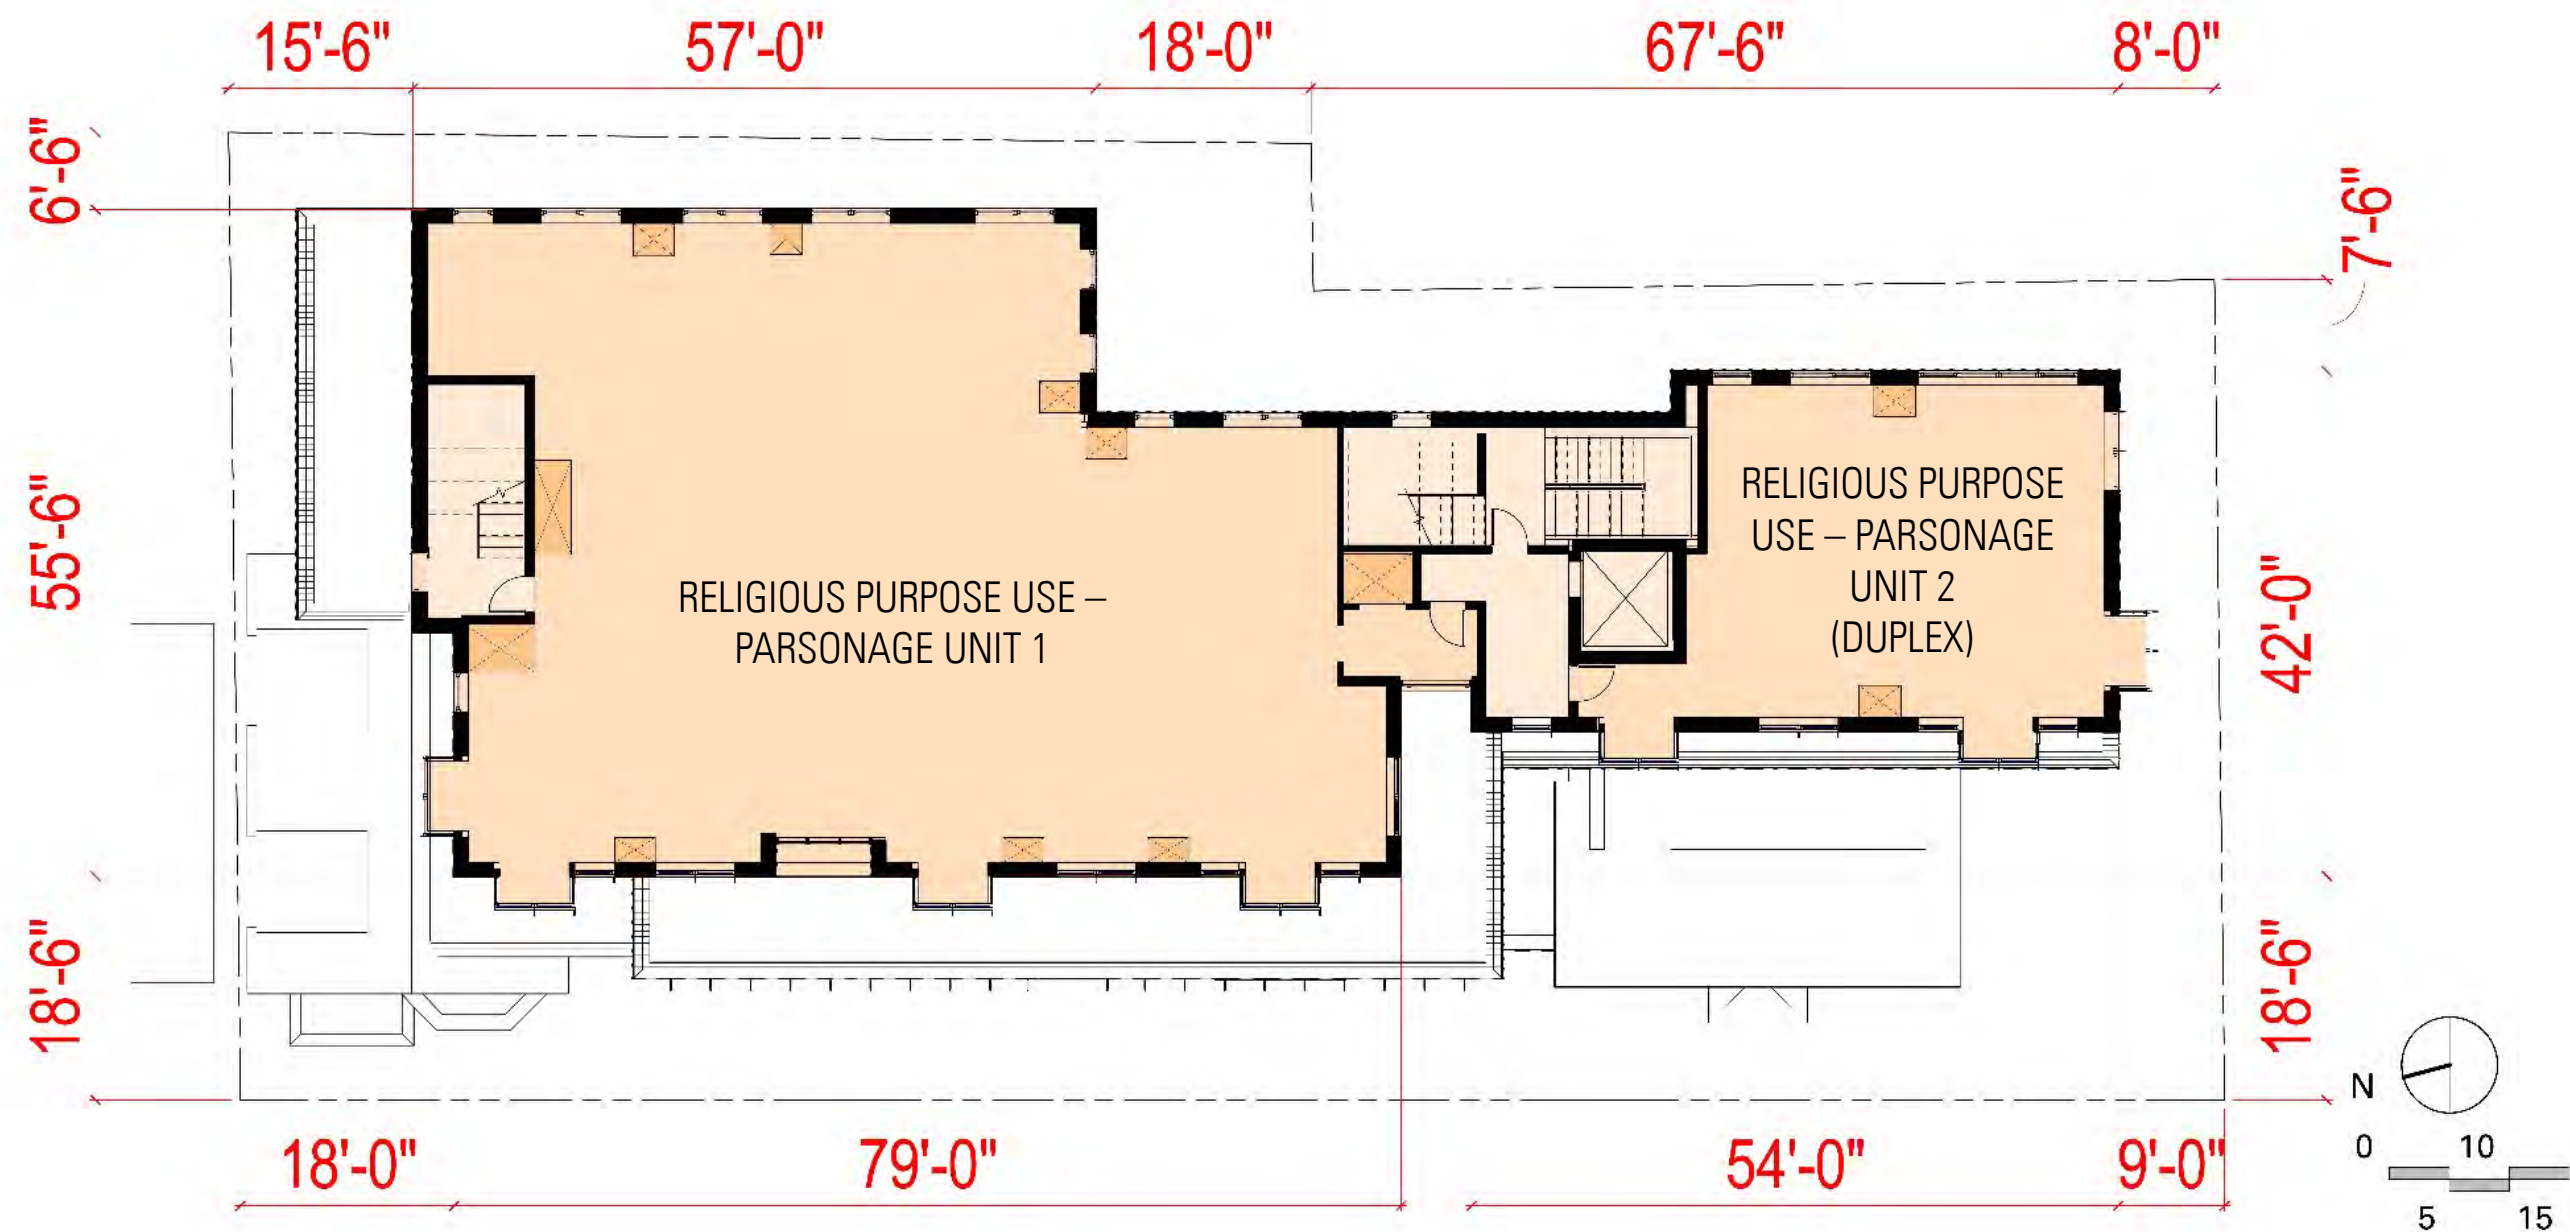 15'-6"
57'-0"
18'-0"
67'-6"
8'-0"
6'-6"
7'-6"
55'-6"
RELIGIOUS PURPOSE USE –
PARSONAGE UNIT 1
RELIGIOUS PURPOSE
USE – PARSONAGE
UNIT 2
(DUPLEX)
42'-0"
18'-6"
18'-6"
N
0 10
5 15
18'-0"
79'-0"
54'-0"
9'-0"